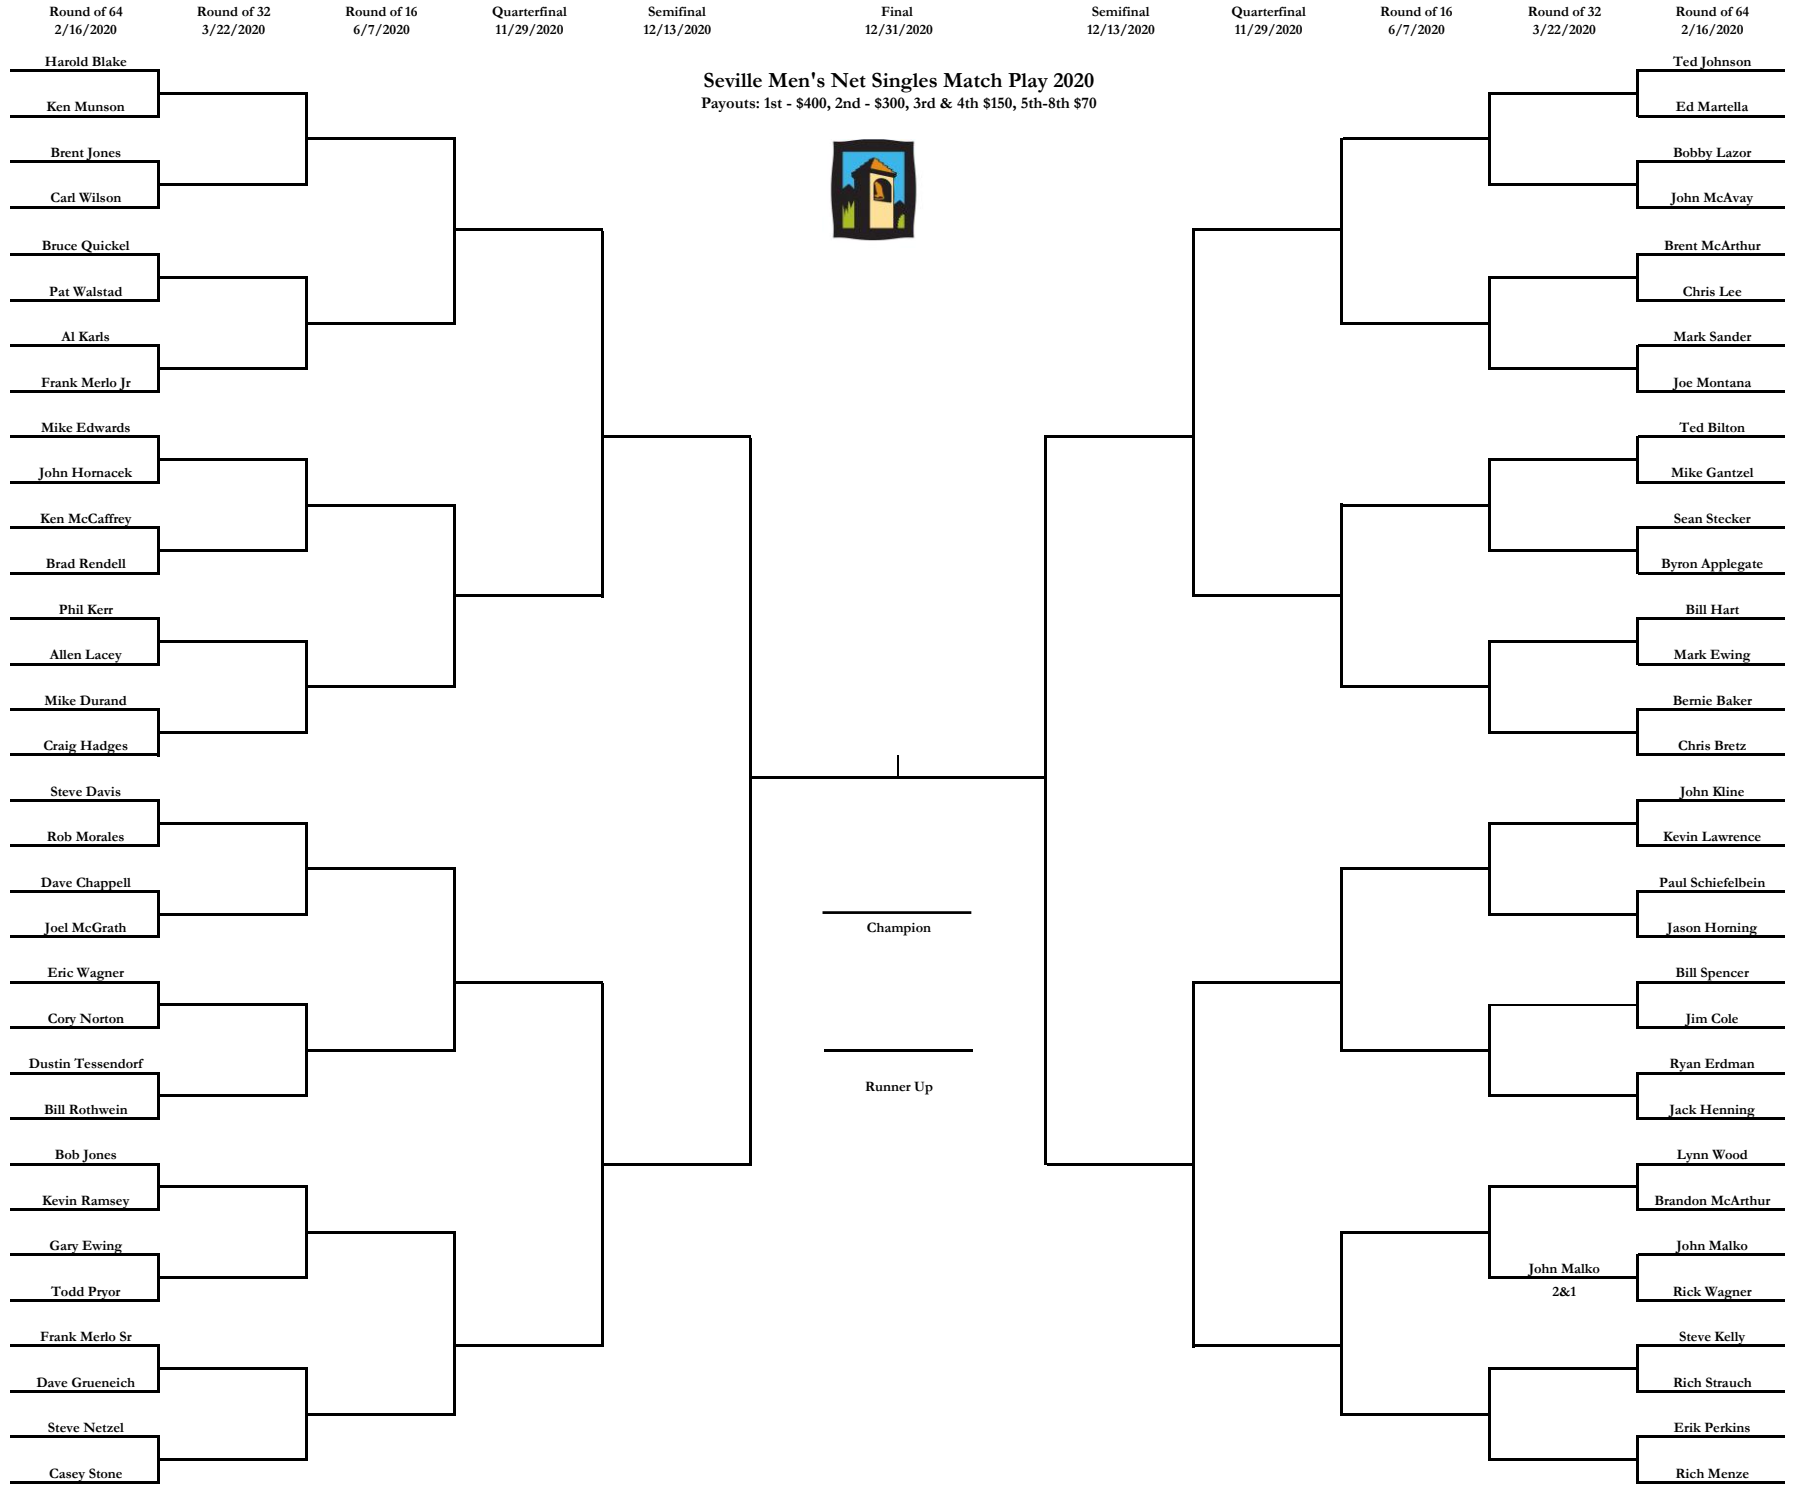 Round of 64 Round of 32 Round of 16 Quarterfinal Semifinal Final Semifinal Quarterfinal Round of 16 Round of 32 Round of 64
2/16/2020 3/22/2020 6/7/2020 11/29/2020 12/13/2020 12/31/2020 12/13/2020 11/29/2020 6/7/2020 3/22/2020 2/16/2020
Seville Men's Net Singles Match Play 2020
Payouts: 1st - $400, 2nd - $300, 3rd & 4th $150, 5th-8th $70
Harold Blake
Ken Munson
Brent Jones
Carl Wilson
Bruce Quickel
Pat Walstad
Al Karls
Frank Merlo Jr
Mike Edwards
John Hornacek
Ken McCaffrey
Brad Rendell
Phil Kerr
Allen Lacey
Mike Durand
Craig Hadges
Steve Davis
Rob Morales
Dave Chappell
Joel McGrath
Eric Wagner
Cory Norton
Dustin Tessendorf
Bill Rothwein
Bob Jones
Kevin Ramsey
Gary Ewing
Todd Pryor
Frank Merlo Sr
Dave Grueneich
Steve Netzel
Casey Stone
Champion
Runner Up
John Malko
2&1
Ted Johnson
Ed Martella
Bobby Lazor
John McAvay
Brent McArthur
Chris Lee
Mark Sander
Joe Montana
Ted Bilton
Mike Gantzel
Sean Stecker
Byron Applegate
Bill Hart
Mark Ewing
Bernie Baker
Chris Bretz
John Kline
Kevin Lawrence
Paul Schiefelbein
Jason Horning
Bill Spencer
Jim Cole
Ryan Erdman
Jack Henning
Lynn Wood
Brandon McArthur
John Malko
Rick Wagner
Steve Kelly
Rich Strauch
Erik Perkins
Rich Menze